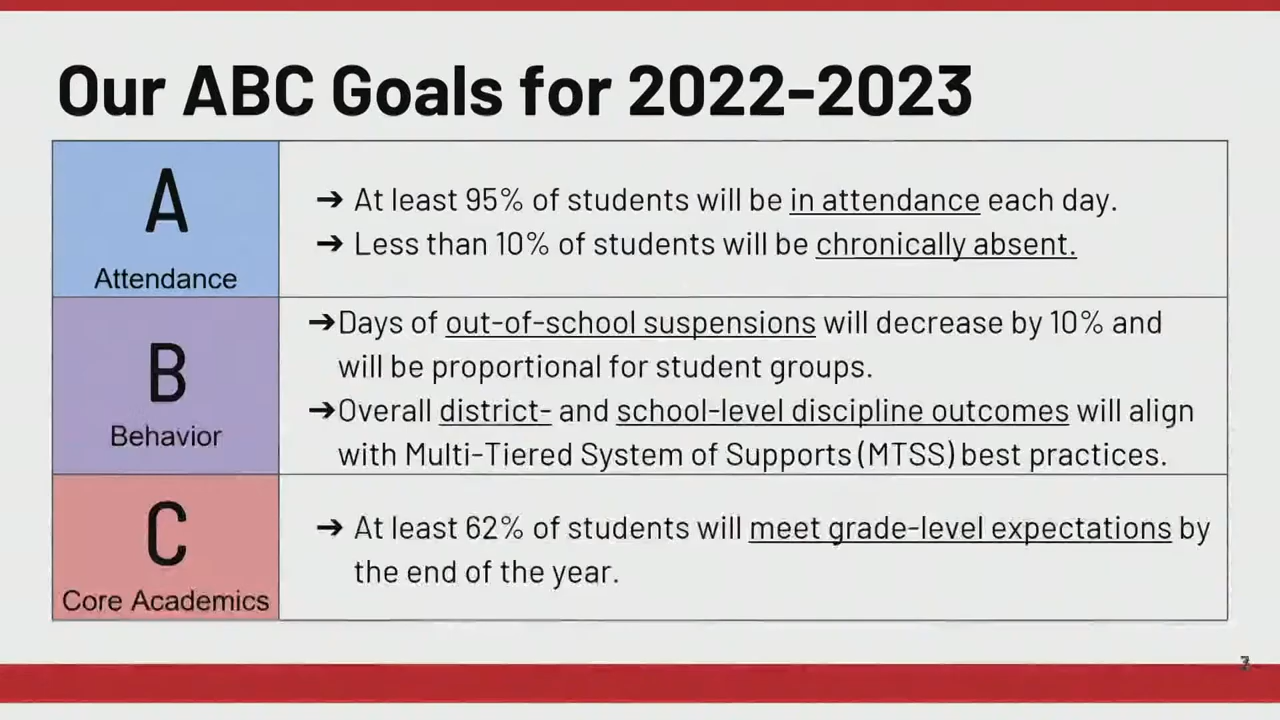 Our ABC Goals for 2022-2023
A
Attendance
➔ At least 95% of students will be in attendance each day.
➔ Less than 10% of students will be chronically absent.
B
Behavior
➔Days of out-of-school suspensions will decrease by 10% and
will be proportional for student groups.
➔Overall district- and school-level discipline outcomes will align
with Multi-Tiered System of Supports (MTSS) best practices.
C
Core Academics
➔ At least 62% of students will meet grade-level expectations by
the end of the year.